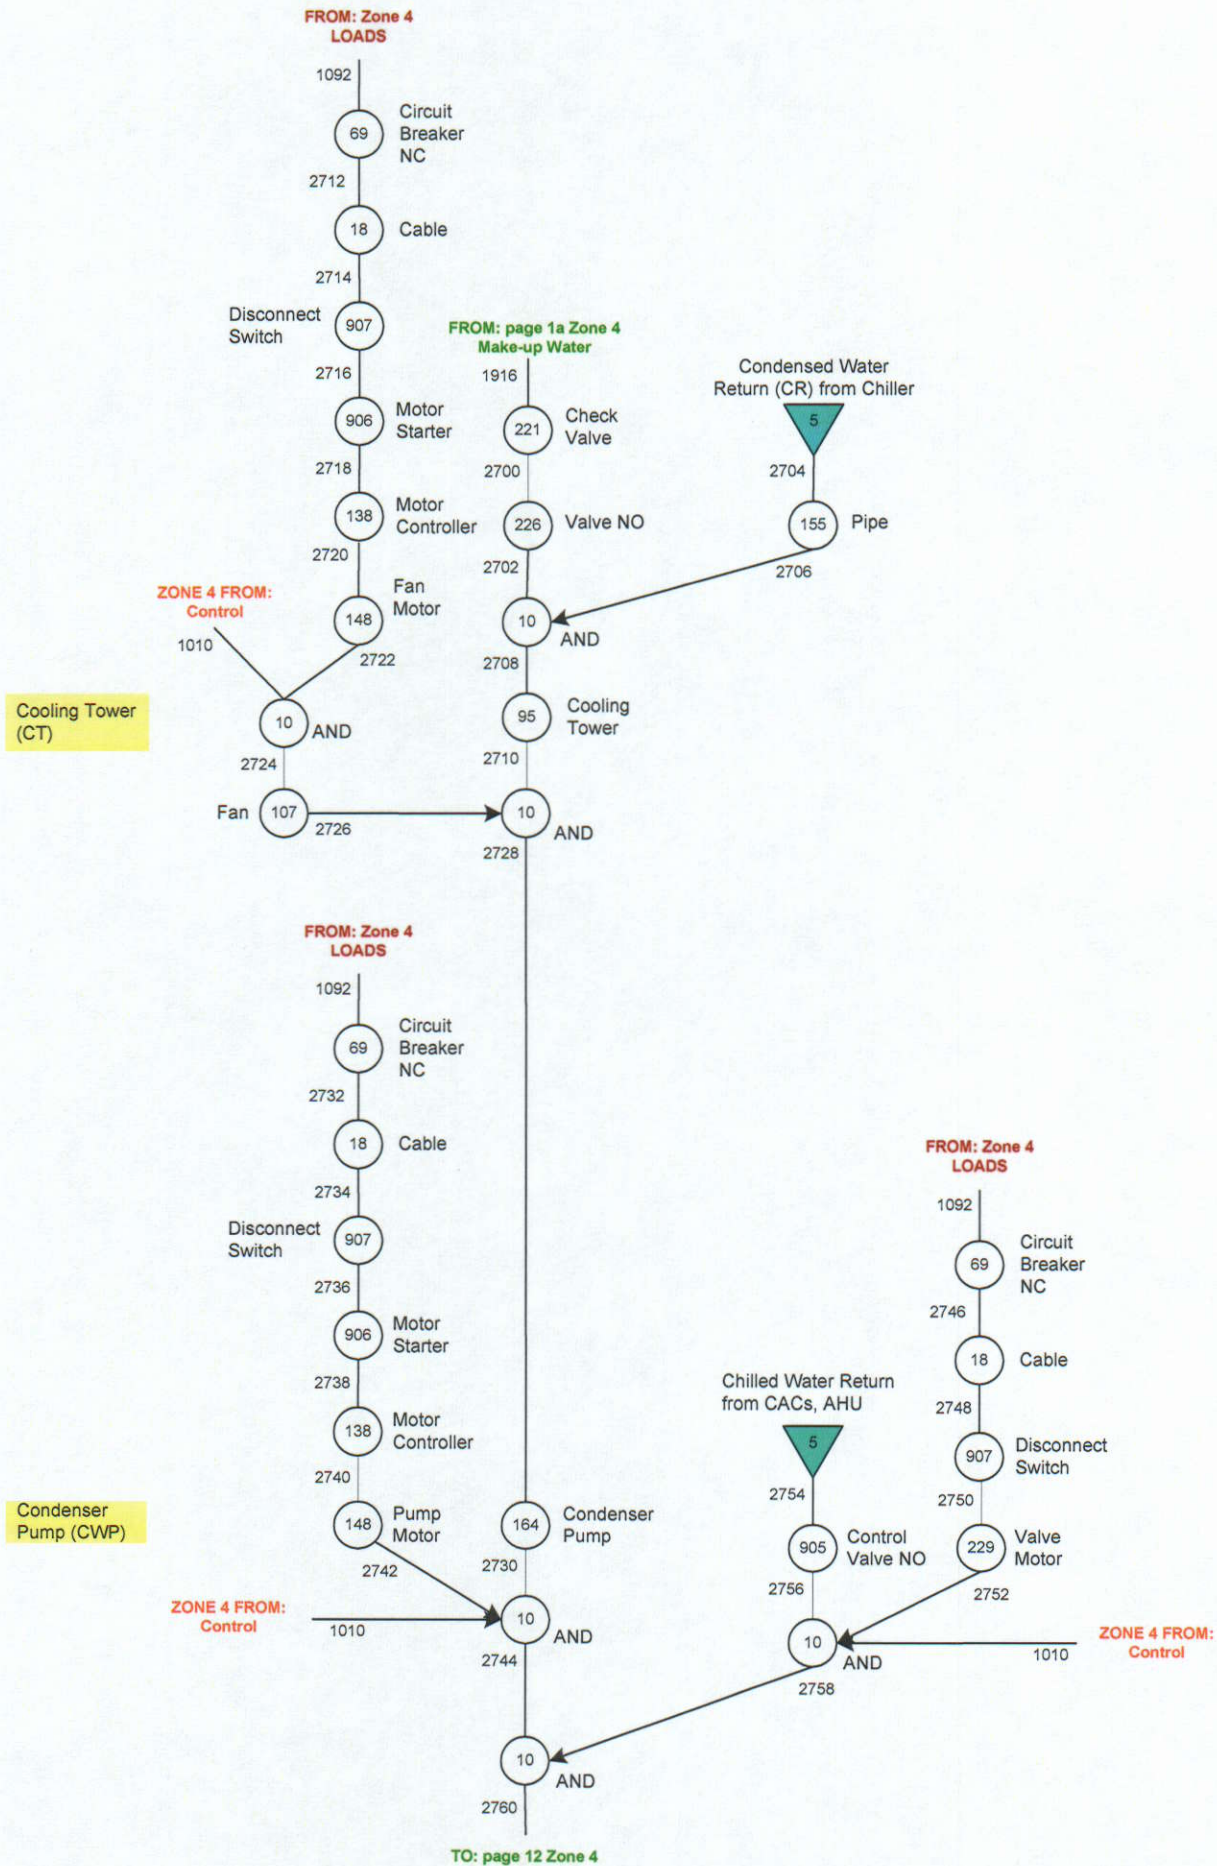 FROM: Zone 4
LOADS
1092
69
Circuit
Breaker
NC
2712
18
Cable
2714
Disconnect
Switch
907
2716
906
Motor
Starter
2718
138
Motor
Controller
2720
148
Fan
Motor
2722
ZONE 4 FROM:
Control
1010
Cooling Tower
(CT)
10
AND
2724
Fan
107
2726
FROM: page 1a Zone 4
Make-up Water
1916
221
Check
Valve
2700
226
Valve NO
2702
10
AND
2708
95
Cooling
Tower
2710
10
AND
2728
Condensed Water
Return (CR) from Chiller
5
2704
155
Pipe
2706
FROM: Zone 4
LOADS
1092
69
Circuit
Breaker
NC
2732
18
Cable
2734
Disconnect
Switch
907
2736
906
Motor
Starter
2738
138
Motor
Controller
2740
Condenser
Pump (CWP)
148
Pump
Motor
2742
164
Condenser
Pump
2730
ZONE 4 FROM:
Control
1010
10
AND
2744
FROM: Zone 4
LOADS
1092
69
Circuit
Breaker
NC
2746
18
Cable
2748
907
Disconnect
Switch
2750
229
Valve
Motor
2752
Chilled Water Return
from CACs, AHU
5
2754
905
Control
Valve NO
2756
10
AND
1010
ZONE 4 FROM:
Control
2758
10
AND
2760
TO: page 12 Zone 4